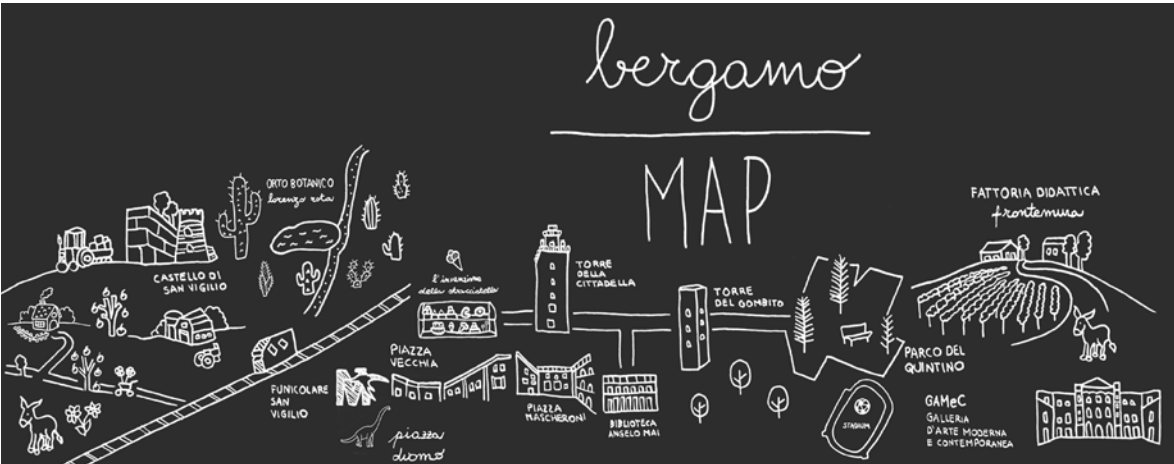 bergamo
MAP
ORTO BOTANICO
lorenzo rota
CASTELLO DI
SAN VIGILIO
FUNICOLARE
SAN
VIGILIO
l'invenzione
della stracciatella
PIAZZA
VECCHIA
piazza
duomo
TORRE
DELLA
CITTADELLA
PIAZZA
MASCHERONI
BIBLIOTECA
ANGELO MAI
TORRE
DEL GOMBITO
STADIUM
PARCO DEL
QUINTINO
FATTORIA DIDATTICA
frontemura
GAMeC
GALLERIA
D'ARTE MODERNA
E CONTEMPORANEA